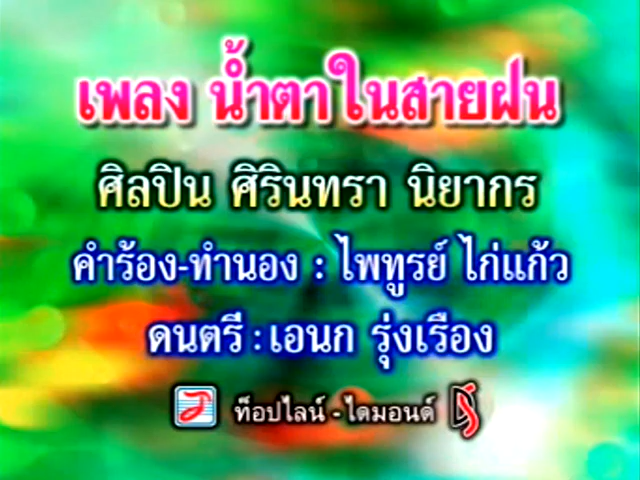 เพลง น้ำตาในสายฝน
ศิลปิน ศิรินทรา นิยากร
คำร้อง-ทำนอง : ไพฑูรย์ ไก่แก้ว
ดนตรี : เอนก รุ่งเรือง
ท็อปไลน์ - ไดมอนด์